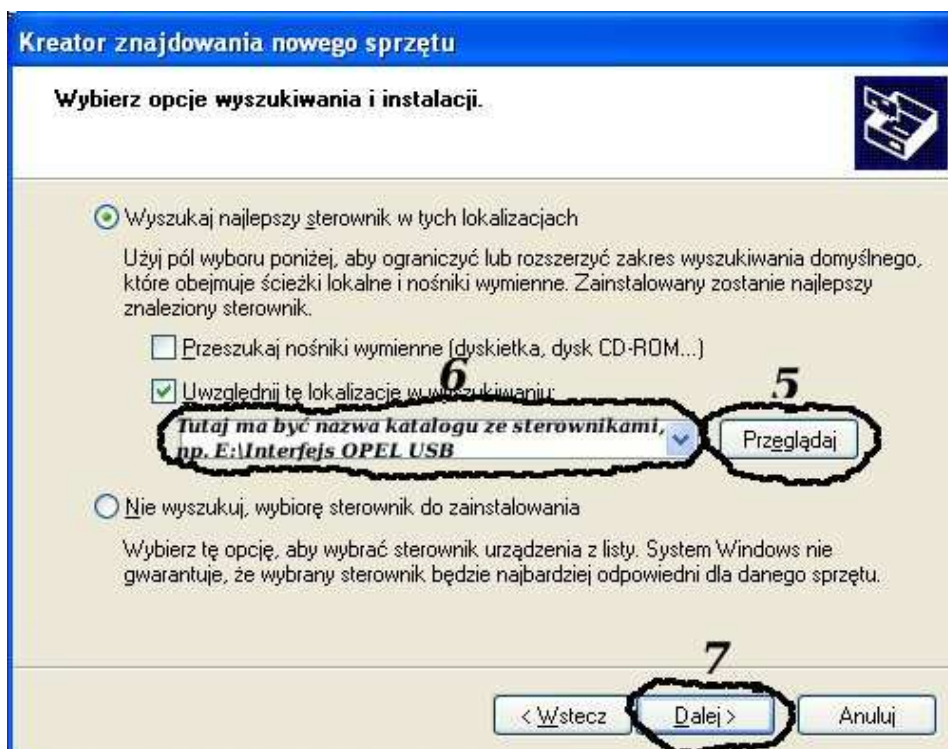 Kreator znajdowania nowego sprzętu
Wybierz opcje wyszukiwania i instalacji.
Wyszukaj najlepszy sterownik w tych lokalizacjach
Użyj pól wyboru poniżej, aby ograniczyć lub rozszerzyć zakres wyszukiwania domyślnego,
które obejmuje ścieżki lokalne i nośniki wymienne. Zainstalowany zostanie najlepszy
znaleziony sterownik.
Przeszukaj nośniki wymienne (dyskietka, dysk CD-ROM...)
6
5
Uwzględnij tę lokalizację w wyszukiwaniu:
Tutaj ma być nazwa katalogu ze sterownikami,
np. E:\Interfejs OPEL USB
Przeglądaj
Nie wyszukuj, wybiorę sterownik do zainstalowania
Wybierz tę opcję, aby wybrać sterownik urządzenia z listy. System Windows nie
gwarantuje, że wybrany sterownik będzie najbardziej odpowiedni dla danego sprzętu.
7
< Wstecz
Dalej >
Anuluj